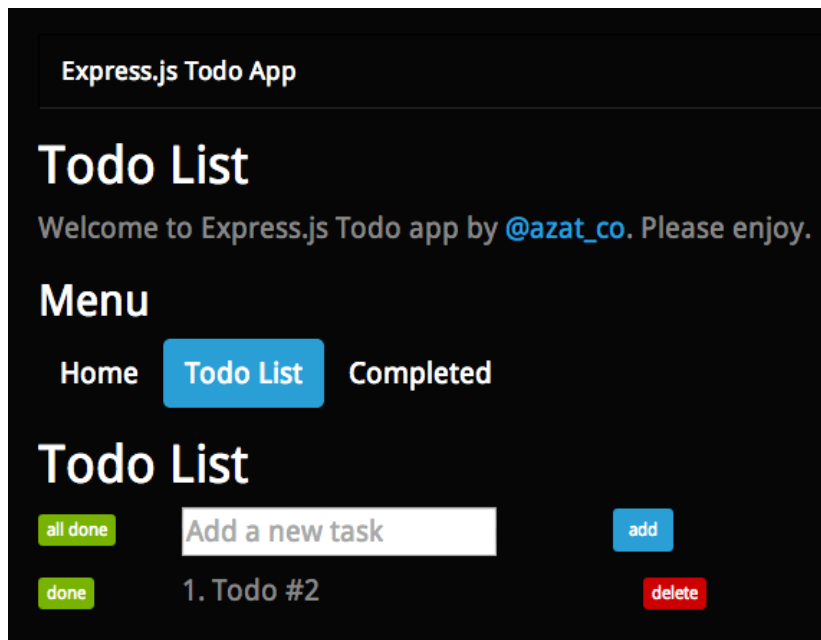 Express.js Todo App
Todo List
Welcome to Express.js Todo app by @azat_co. Please enjoy.
Menu
Home Todo List Completed
Todo List
all done Add a new task add
done 1. Todo #2 delete